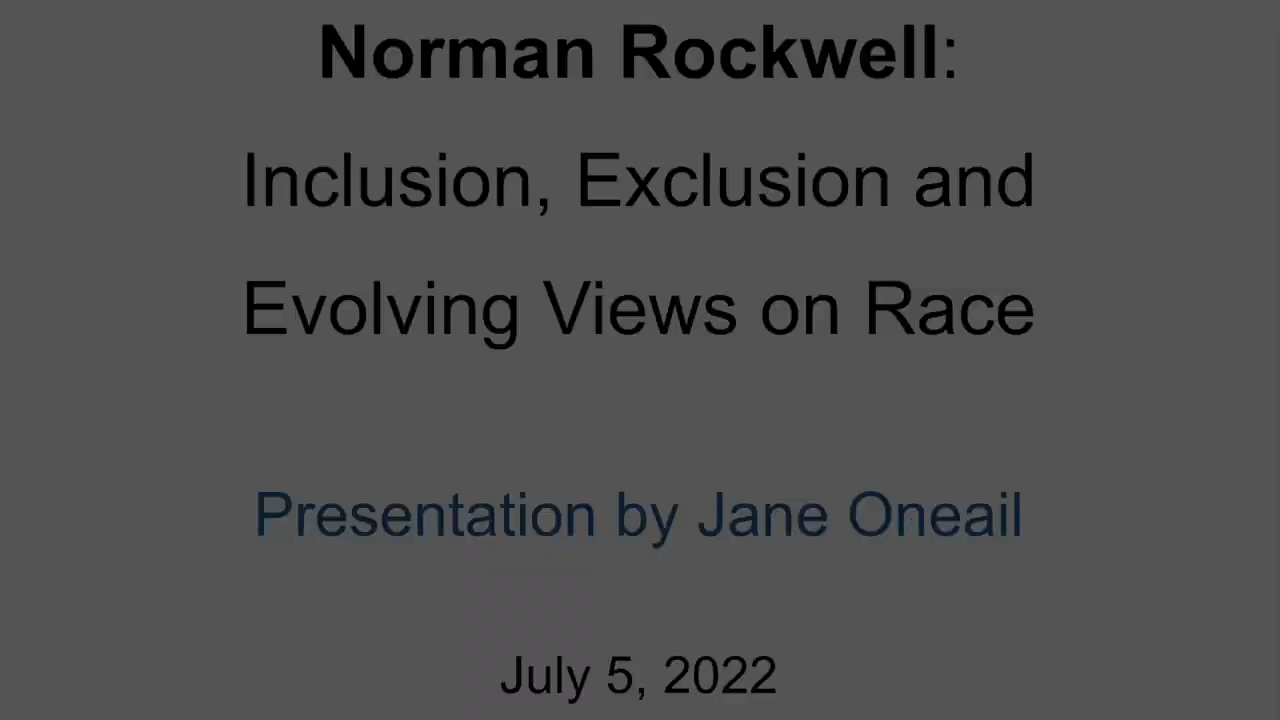 Norman Rockwell:
Inclusion, Exclusion and
Evolving Views on Race
Presentation by Jane Oneail
July 5, 2022